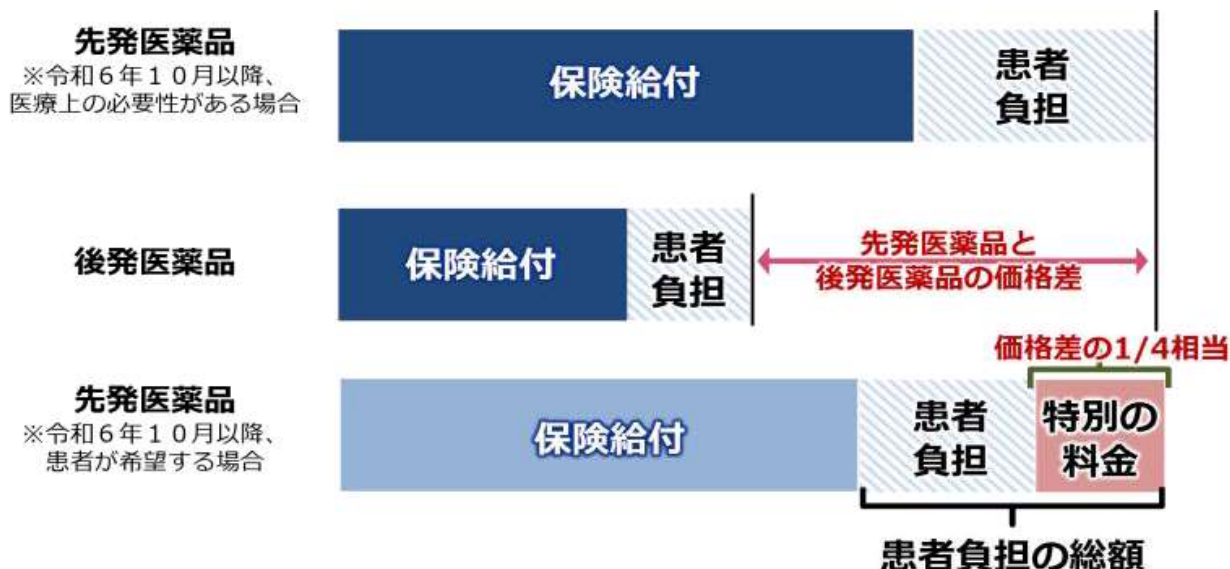 先発医薬品
※令和６年１０月以降、
医療上の必要性がある場合
保険給付
患者
負担
後発医薬品
保険給付
患者
負担
先発医薬品と
後発医薬品の価格差
価格差の1/4相当
先発医薬品
※令和６年１０月以降、
患者が希望する場合
保険給付
患者
負担
特別の
料金
患者負担の総額